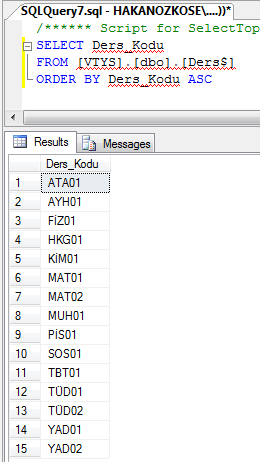 SQLQuery7.sql - HAKANOZKOSE\....))*
/****** Script for SelectTop
SELECT Ders_Kodu
FROM [VTYS].[dbo].[Ders$]
ORDER BY Ders_Kodu ASC
Results Messages
Ders_Kodu
1 ATA01
2 AYH01
3 FİZ01
4 HKG01
5 KİM01
6 MAT01
7 MAT02
8 MUH01
9 PİS01
10 SOS01
11 TBT01
12 TÜD01
13 TÜD02
14 YAD01
15 YAD02